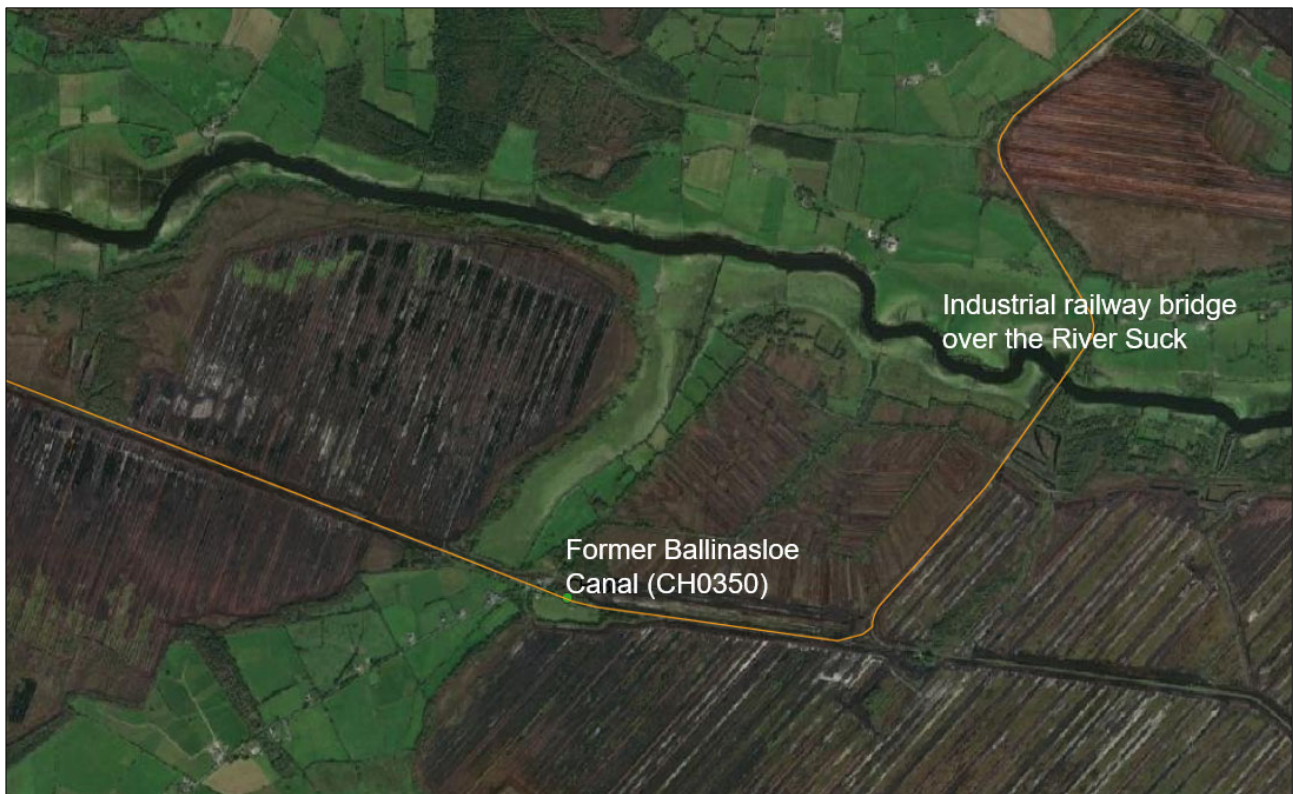 Industrial railway bridge
over the River Suck
Former Ballinasloe
Canal (CH0350)